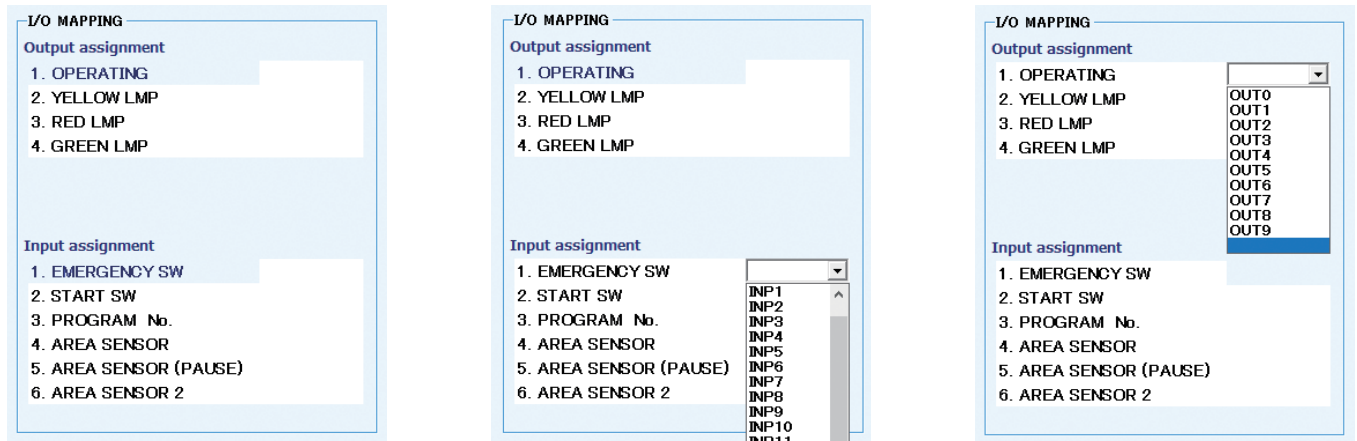 I/O MAPPING
Output assignment
1. OPERATING
2. YELLOW LMP
3. RED LMP
4. GREEN LMP
Input assignment
1. EMERGENCY SW
2. START SW
3. PROGRAM No.
4. AREA SENSOR
5. AREA SENSOR (PAUSE)
6. AREA SENSOR 2
I/O MAPPING
Output assignment
1. OPERATING
2. YELLOW LMP
3. RED LMP
4. GREEN LMP
Input assignment
1. EMERGENCY SW
2. START SW
3. PROGRAM No.
4. AREA SENSOR
5. AREA SENSOR (PAUSE)
6. AREA SENSOR 2
INP1
INP2
INP3
INP4
INP5
INP6
INP7
INP8
INP9
INP10
INP11
I/O MAPPING
Output assignment
1. OPERATING
2. YELLOW LMP
3. RED LMP
4. GREEN LMP
OUT0
OUT1
OUT2
OUT3
OUT4
OUT5
OUT6
OUT7
OUT8
OUT9
Input assignment
1. EMERGENCY SW
2. START SW
3. PROGRAM No.
4. AREA SENSOR
5. AREA SENSOR (PAUSE)
6. AREA SENSOR 2